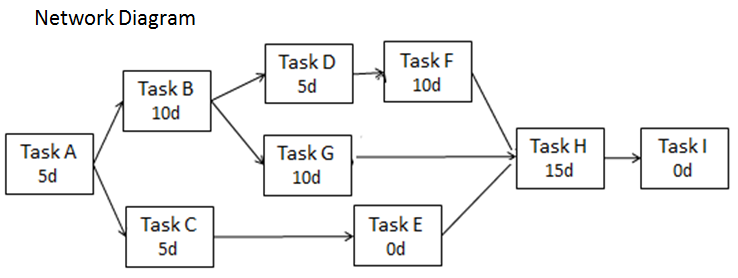 Network Diagram
Task D
5d
Task F
10d
Task B
10d
Task A
5d
Task G
10d
Task H
15d
Task I
0d
Task C
5d
Task E
0d